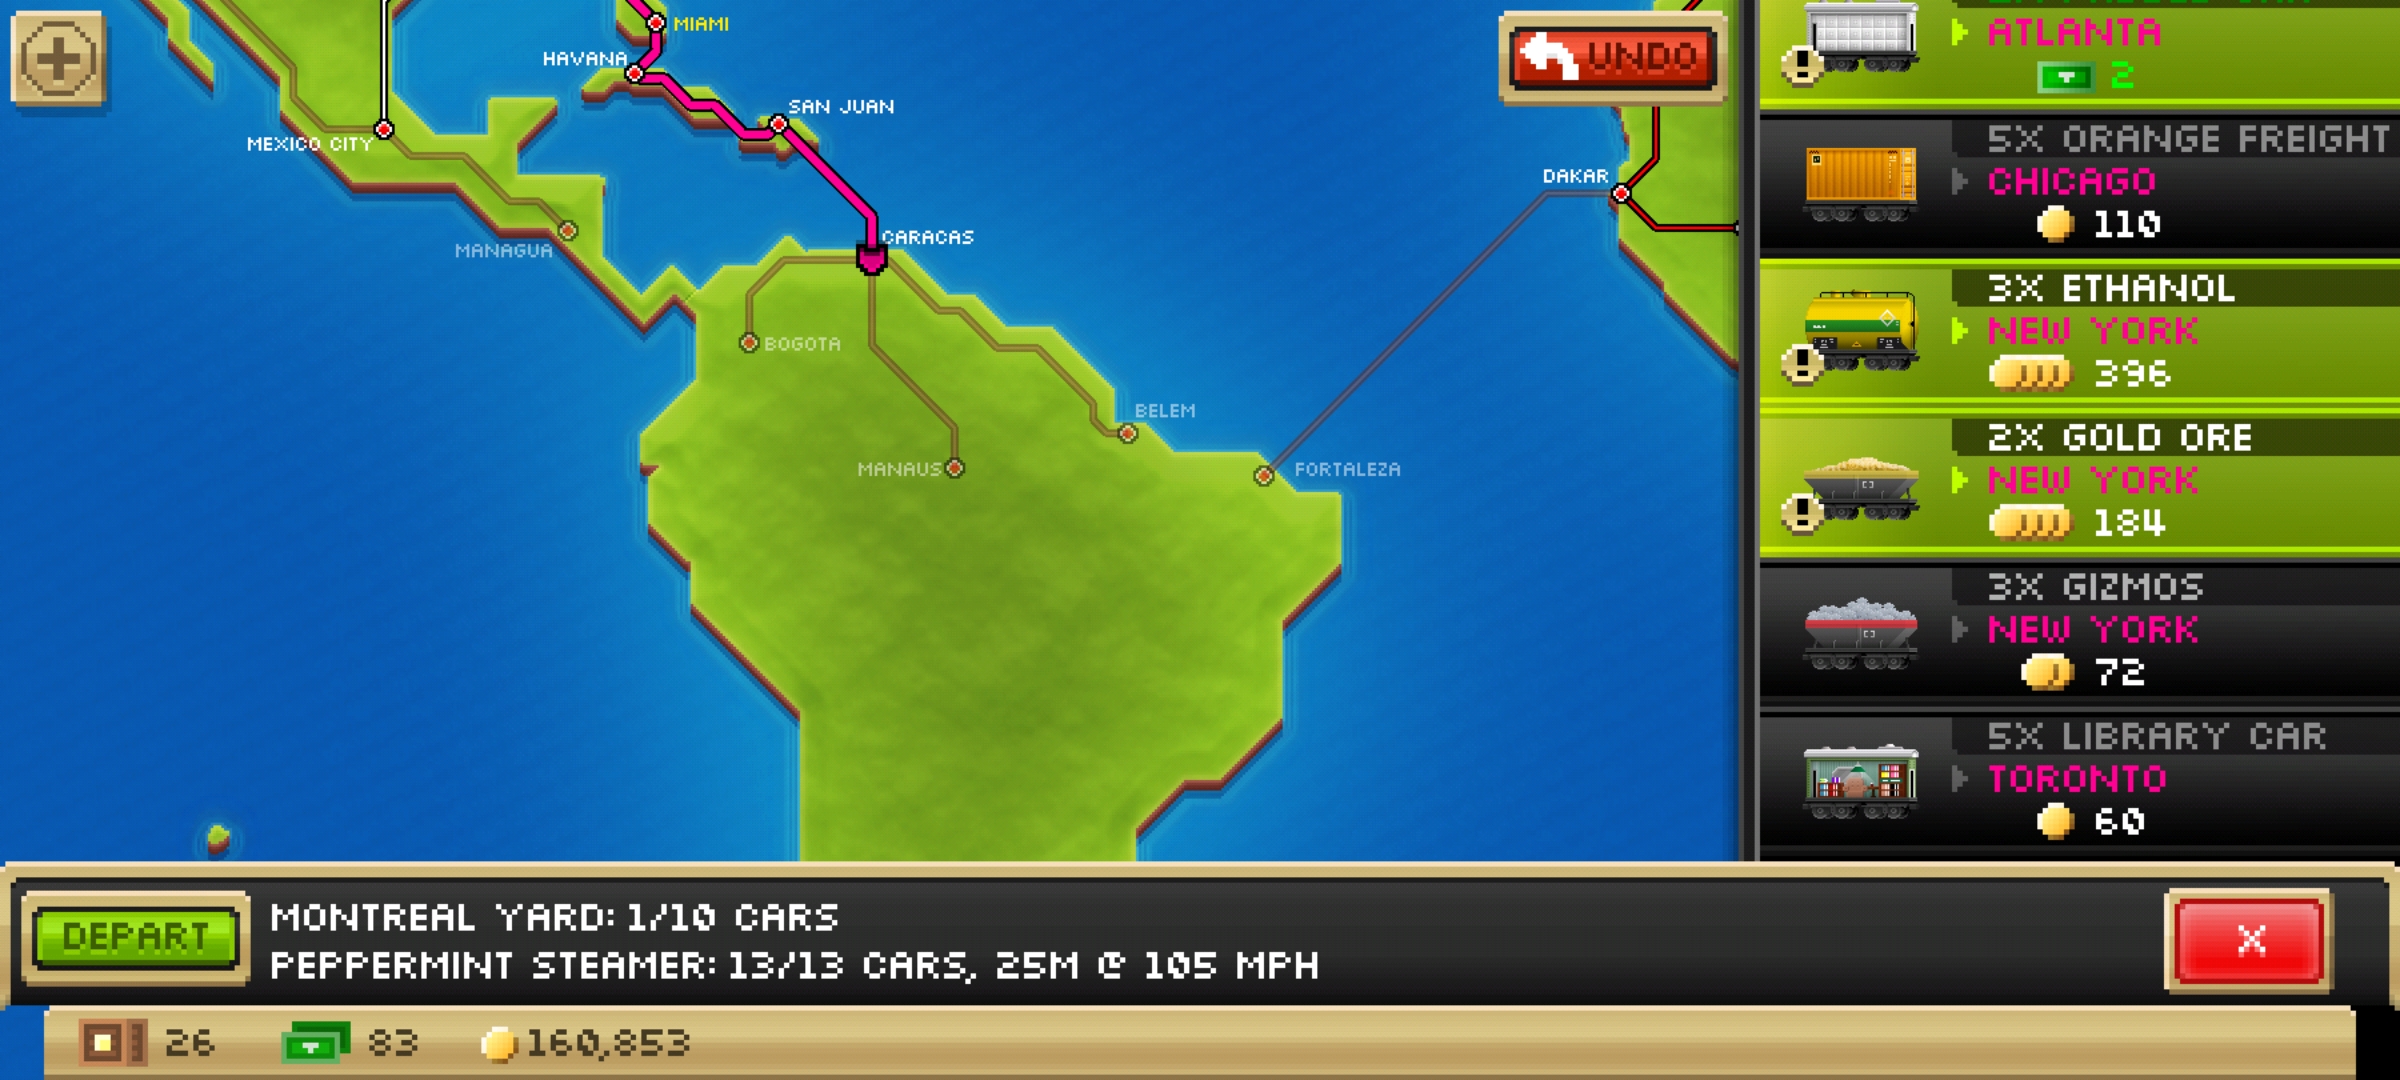 MIAMI
HAVANA
SAN JUAN
MEXICO CITY
DAKAR
MANAGUA
CARACAS
BOGOTA
BELEM
MANAUS
FORTALEZA
UNDO
ATLANTA
2
5X ORANGE FREIGHT
CHICAGO
110
3X ETHANOL
NEW YORK
396
2X GOLD ORE
NEW YORK
184
3X GIZMOS
NEW YORK
72
5X LIBRARY CAR
TORONTO
60
DEPART
MONTREAL YARD: 1/10 CARS
PEPPERMINT STEAMER: 13/13 CARS, 25M @ 105 MPH
X
26
83
160,853